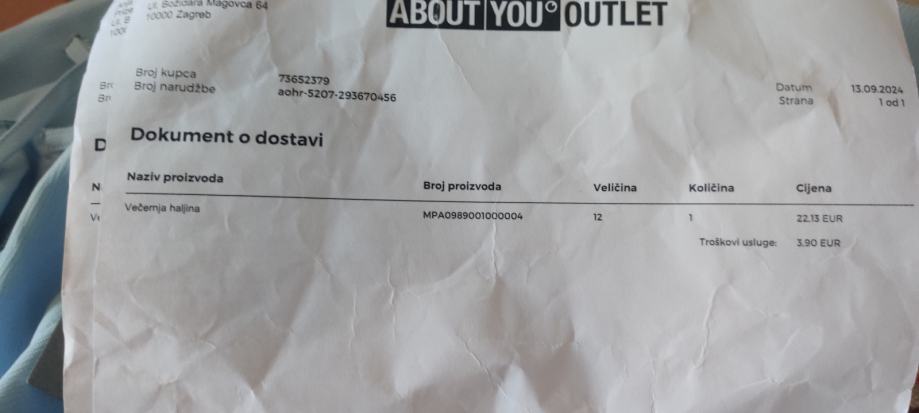 Ul. Božidara Magovca 64
10000 Zagreb
ABOUT YOU° OUTLET
Broj kupca 73652379
Broj narudžbe aohr-5207-293670456
Datum 13.09.2024
Strana 1 od 1
Dokument o dostavi
Naziv proizvoda Broj proizvoda Veličina Količina Cijena
Večernja haljina MPA0989001000004 12 1 22.13 EUR
Troškovi usluge: 3.90 EUR